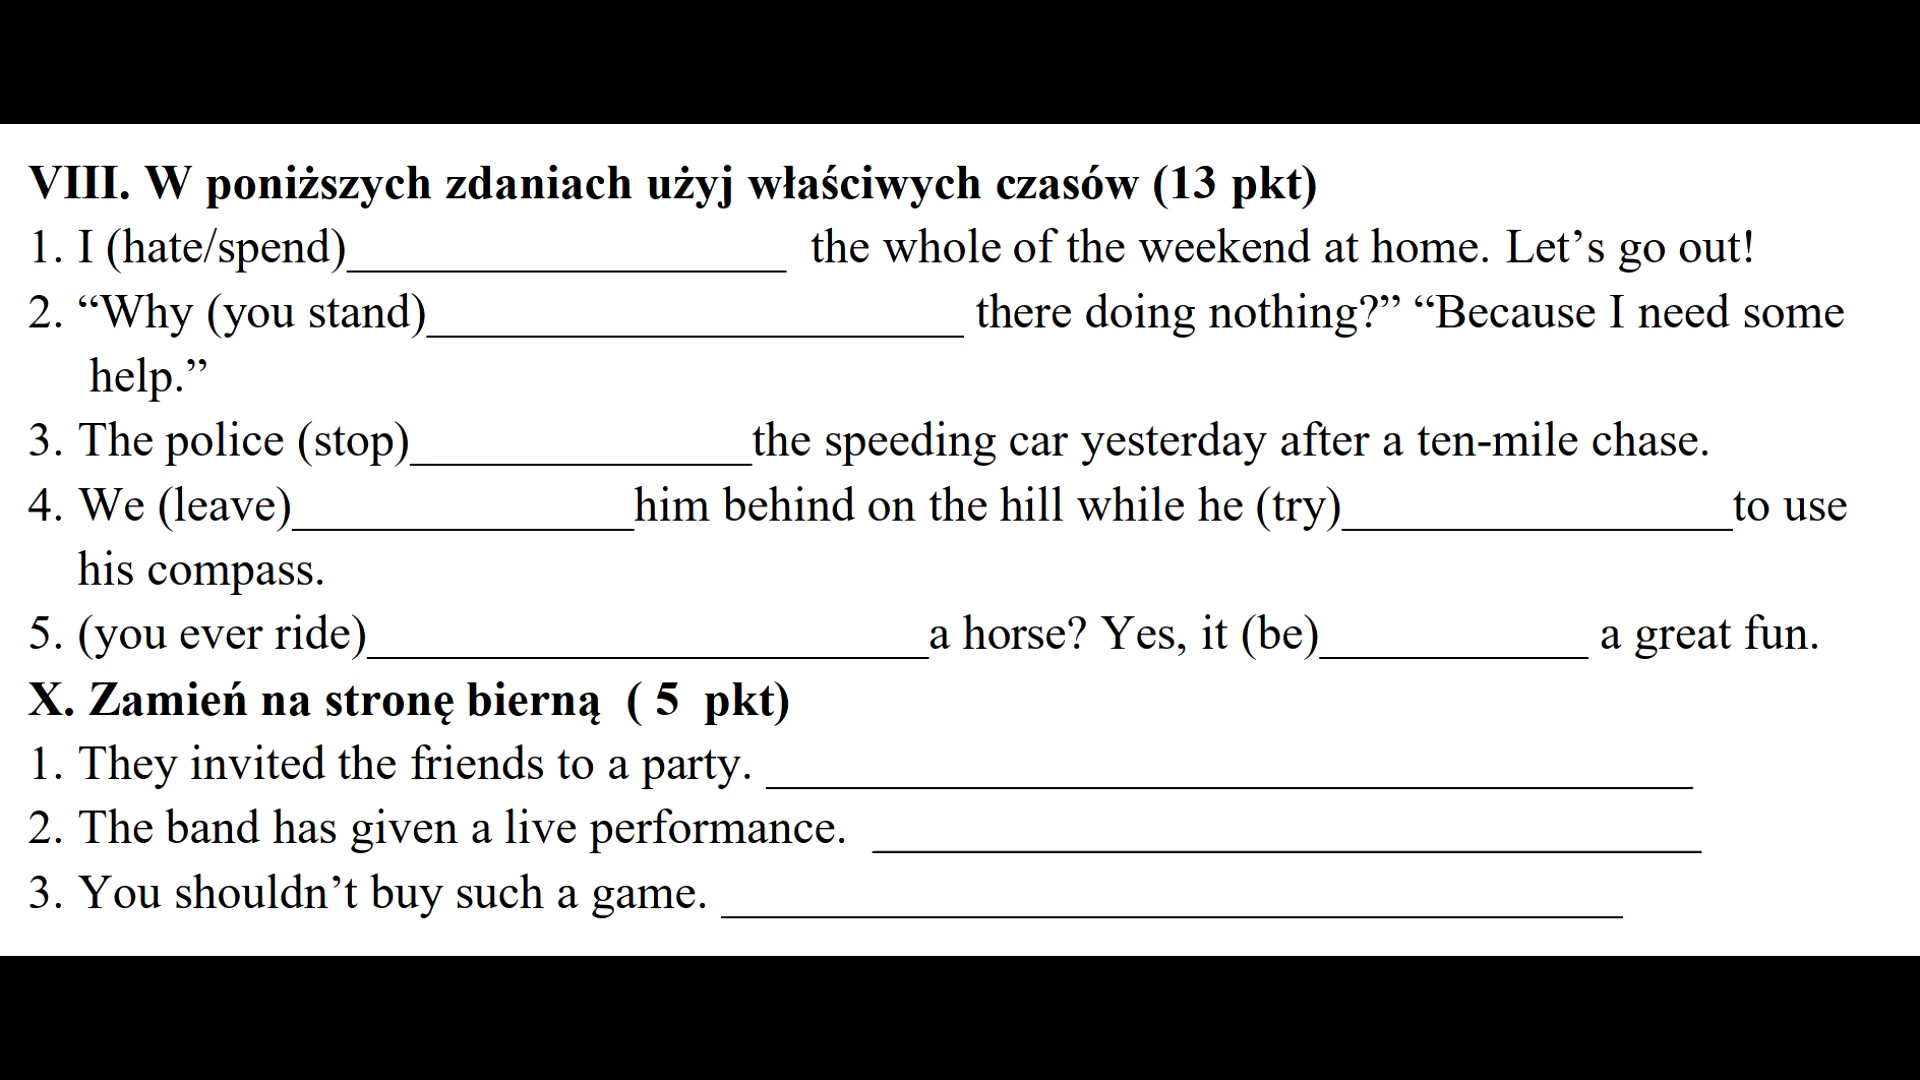 VIII. W poniższych zdaniach użyj właściwych czasów (13 pkt)
1. I (hate/spend)__________________ the whole of the weekend at home. Let’s go out!
2. “Why (you stand)______________________ there doing nothing?” “Because I need some
help.”
3. The police (stop)______________the speeding car yesterday after a ten-mile chase.
4. We (leave)______________him behind on the hill while he (try)________________to use
his compass.
5. (you ever ride)_______________________a horse? Yes, it (be)___________ a great fun.
X. Zamień na stronę bierną ( 5 pkt)
1. They invited the friends to a party. ______________________________________
2. The band has given a live performance. __________________________________
3. You shouldn’t buy such a game. _____________________________________